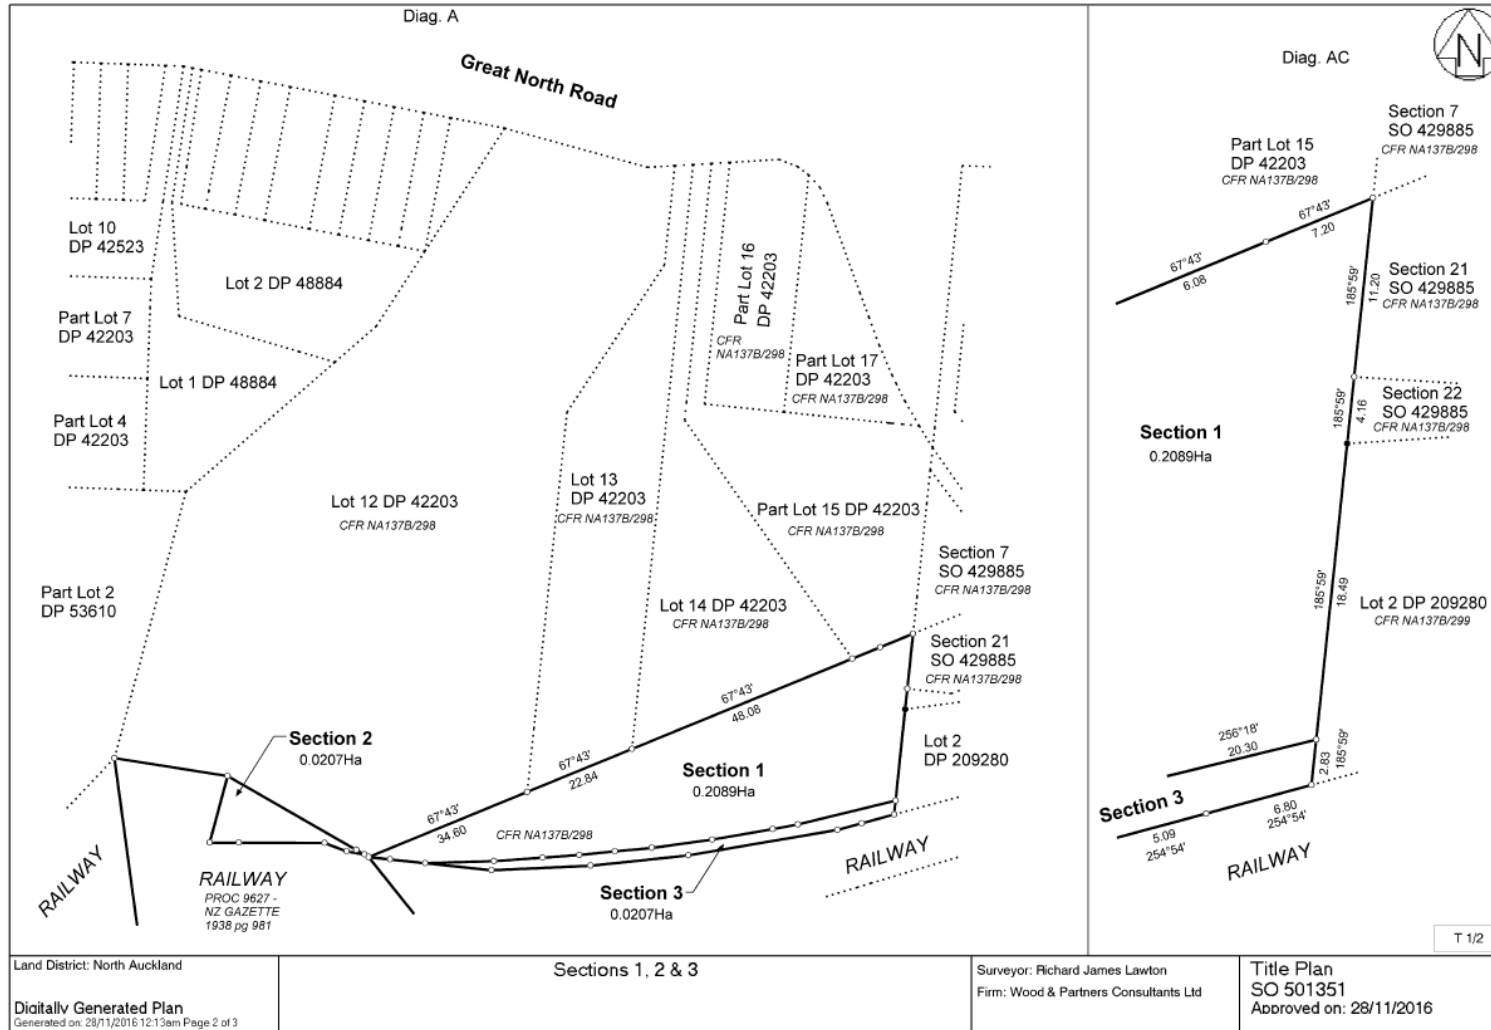 Diag. A
Great North Road
Lot 10
DP 42523
Lot 2 DP 48884
Part Lot 7
DP 42203
Lot 1 DP 48884
Part Lot 4
DP 42203
Part Lot 16
DP 42203
CFR
NA137B/298
Part Lot 17
DP 42203
CFR NA137B/298
Lot 12 DP 42203
CFR NA137B/298
Lot 13
DP 42203
CFR NA137B/298
Part Lot 15 DP 42203
CFR NA137B/298
Part Lot 2
DP 53610
Lot 14 DP 42203
CFR NA137B/298
Section 7
SO 429885
CFR NA137B/298
Section 21
SO 429885
CFR NA137B/298
67°43'
48.08
Section 2
0.0207Ha
67°43'
22.84
Section 1
0.2089Ha
Lot 2
DP 209280
67°43'
34.60
CFR NA137B/298
RAILWAY
RAILWAY
PROC 9627 -
NZ GAZETTE
1938 pg 981
Section 3
0.0207Ha
RAILWAY
Diag. AC
N
Section 7
SO 429885
CFR NA137B/298
Part Lot 15
DP 42203
CFR NA137B/298
67°43'
7.20
67°43'
6.08
185°59'
11.20
Section 21
SO 429885
CFR NA137B/298
185°59'
4.16
Section 22
SO 429885
CFR NA137B/298
Section 1
0.2089Ha
185°59'
18.49
Lot 2 DP 209280
CFR NA137B/299
256°18'
20.30
2.83
185°59'
Section 3
6.80
254°54'
5.09
254°54'
RAILWAY
T 1/2
Land District: North Auckland
Digitally Generated Plan
Generated on: 28/11/2016 12:13am Page 2 of 3
Sections 1, 2 & 3
Surveyor: Richard James Lawton
Firm: Wood & Partners Consultants Ltd
Title Plan
SO 501351
Approved on: 28/11/2016